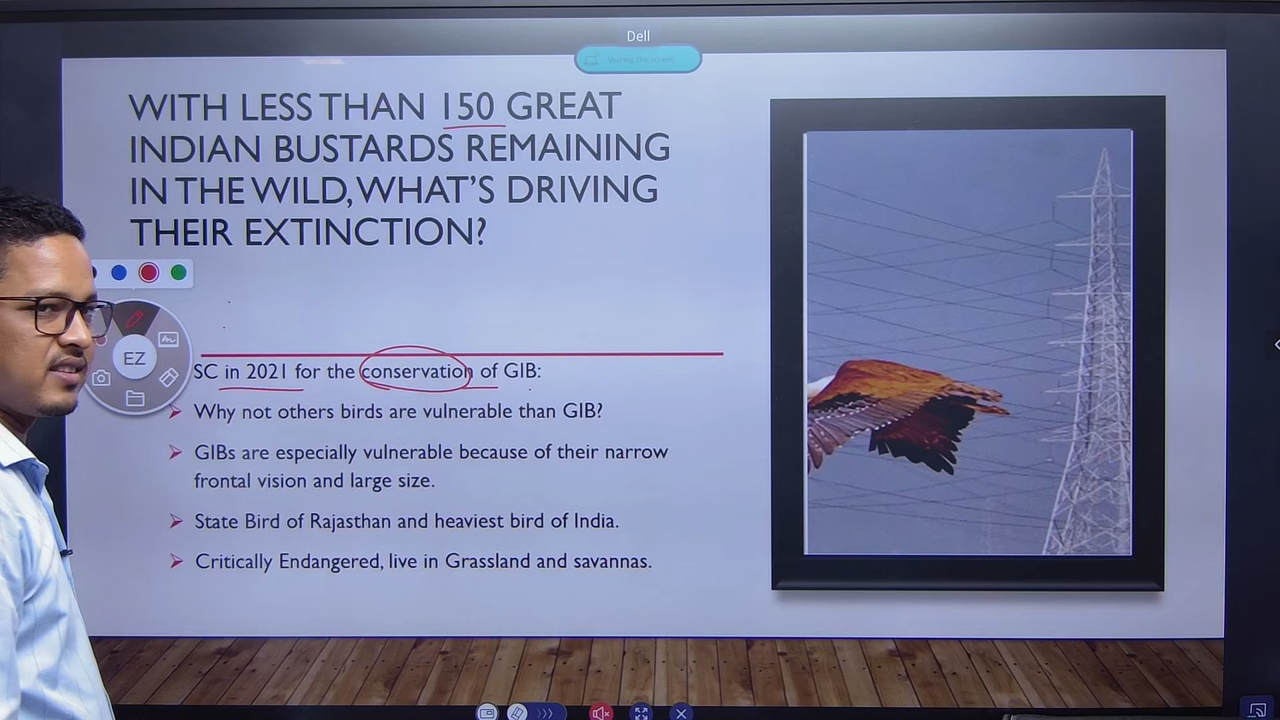 Dell
Sharing the screen
WITH LESS THAN 150 GREAT
INDIAN BUSTARDS REMAINING
IN THE WILD, WHAT'S DRIVING
THEIR EXTINCTION?
EZ
SC in 2021 for the conservation of GIB:
Why not others birds are vulnerable than GIB?
GIBs are especially vulnerable because of their narrow
frontal vision and large size.
State Bird of Rajasthan and heaviest bird of India.
Critically Endangered, live in Grassland and savannas.